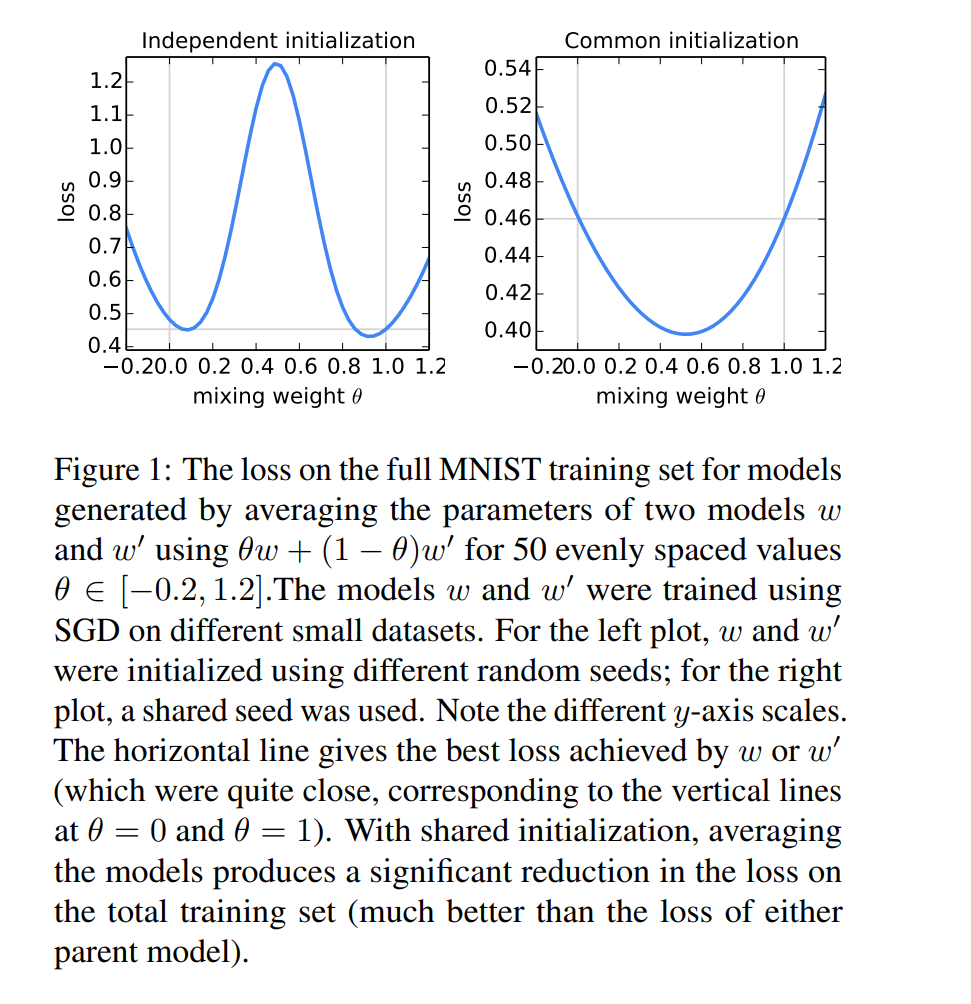 Independent initialization
1.2
1.1
1.0
0.9
0.8
0.7
0.6
0.5
0.4
loss
−0.20.0 0.2 0.4 0.6 0.8 1.0 1.2
mixing weight θ
Common initialization
0.54
0.52
0.50
0.48
0.46
0.44
0.42
0.40
loss
−0.20.0 0.2 0.4 0.6 0.8 1.0 1.2
mixing weight θ
Figure 1: The loss on the full MNIST training set for models
generated by averaging the parameters of two models w
and w′ using θw + (1 − θ)w′ for 50 evenly spaced values
θ ∈ [−0.2, 1.2].The models w and w′ were trained using
SGD on different small datasets. For the left plot, w and w′
were initialized using different random seeds; for the right
plot, a shared seed was used. Note the different y-axis scales.
The horizontal line gives the best loss achieved by w or w′
(which were quite close, corresponding to the vertical lines
at θ = 0 and θ = 1). With shared initialization, averaging
the models produces a significant reduction in the loss on
the total training set (much better than the loss of either
parent model).